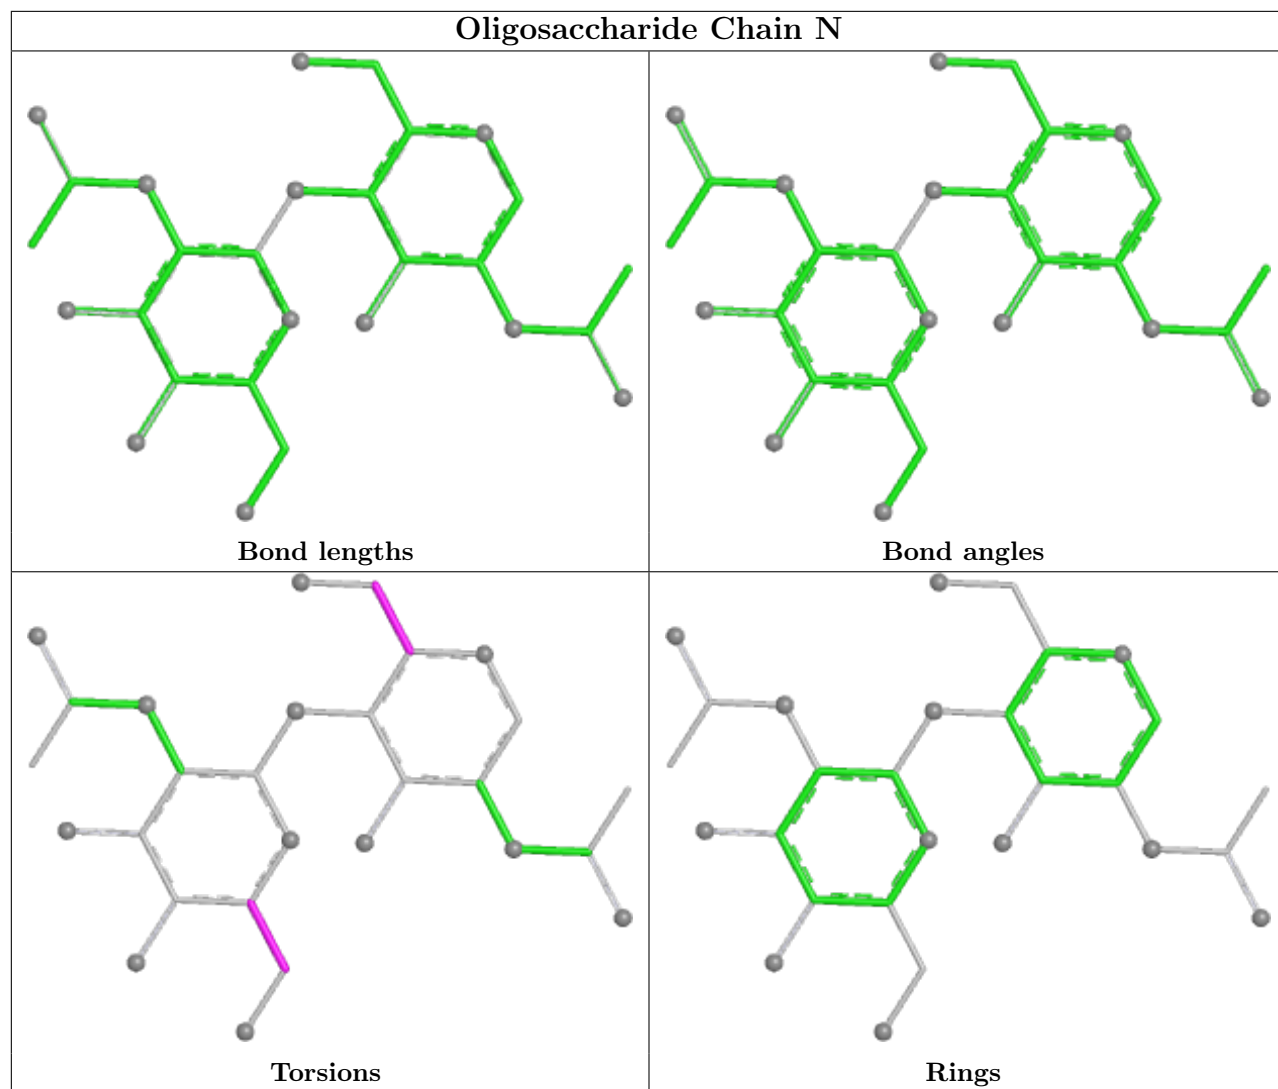 Oligosaccharide Chain N
Bond lengths
Bond angles
Torsions
Rings